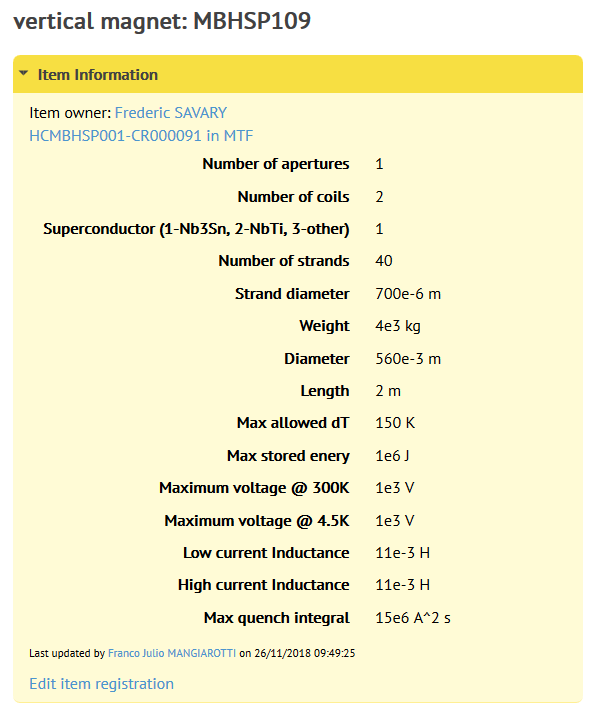 vertical magnet: MBHSP109
Item Information
Item owner: Frederic SAVARY
HCMBHSP001-CR000091 in MTF
Number of apertures 1
Number of coils 2
Superconductor (1-Nb3Sn, 2-NbTi, 3-other) 1
Number of strands 40
Strand diameter 700e-6 m
Weight 4e3 kg
Diameter 560e-3 m
Length 2 m
Max allowed dT 150 K
Max stored enery 1e6 J
Maximum voltage @ 300K 1e3 V
Maximum voltage @ 4.5K 1e3 V
Low current Inductance 11e-3 H
High current Inductance 11e-3 H
Max quench integral 15e6 A^2 s
Last updated by Franco Julio MANGIAROTTI on 26/11/2018 09:49:25
Edit item registration